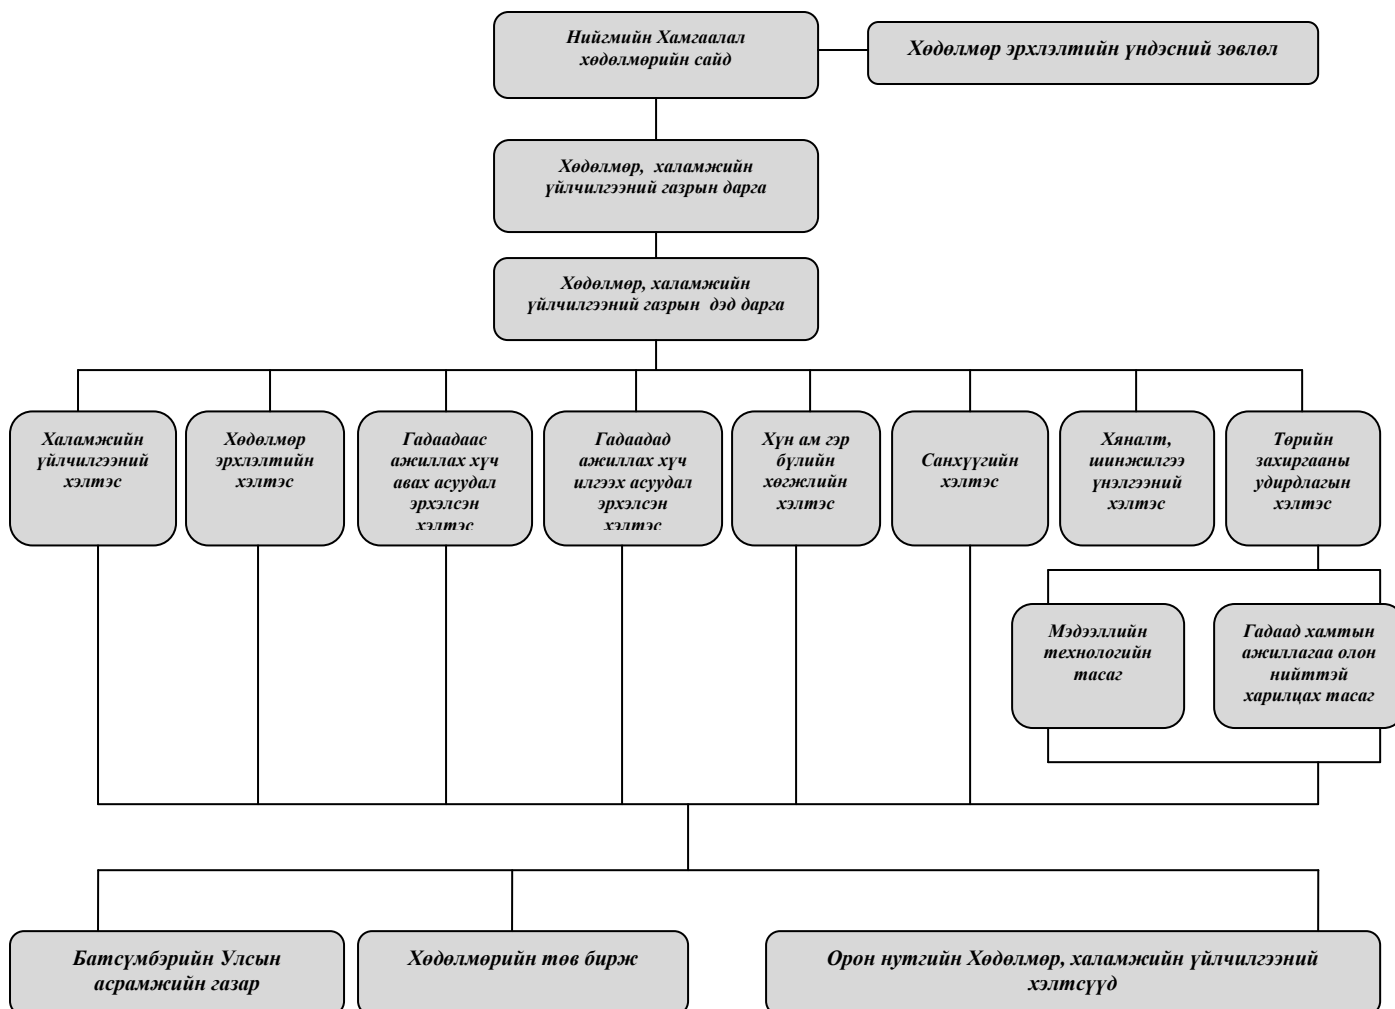 Нийгмийн Хамгаалал
хөдөлмөрийн сайд
Хөдөлмөр эрхлэлтийн үндэсний зөвлөл
Хөдөлмөр, халамжийн
үйлчилгээний газрын дарга
Хөдөлмөр, халамжийн
үйлчилгээний газрын дэд дарга
Халамжийн
үйлчилгээний
хэлтэс
Хөдөлмөр
эрхлэлтийн
хэлтэс
Гадаадаас
ажиллах хүч
авах асуудал
эрхэлсэн
хэлтэс
Гадаадад
ажиллах хүч
илгээх асуудал
эрхэлсэн
хэлтэс
Хүн ам гэр
бүлийн
хөгжлийн
хэлтэс
Санхүүгийн
хэлтэс
Хяналт,
шинжилгээ
үнэлгээний
хэлтэс
Төрийн
захиргааны
удирдлагын
хэлтэс
Мэдээллийн
технологийн
тасаг
Гадаад хамтын
ажиллагаа олон
нийттэй
харилцах тасаг
Батсүмбэрийн Улсын
асрамжийн газар
Хөдөлмөрийн төв бирж
Орон нутгийн Хөдөлмөр, халамжийн үйлчилгээний
хэлтсүүд